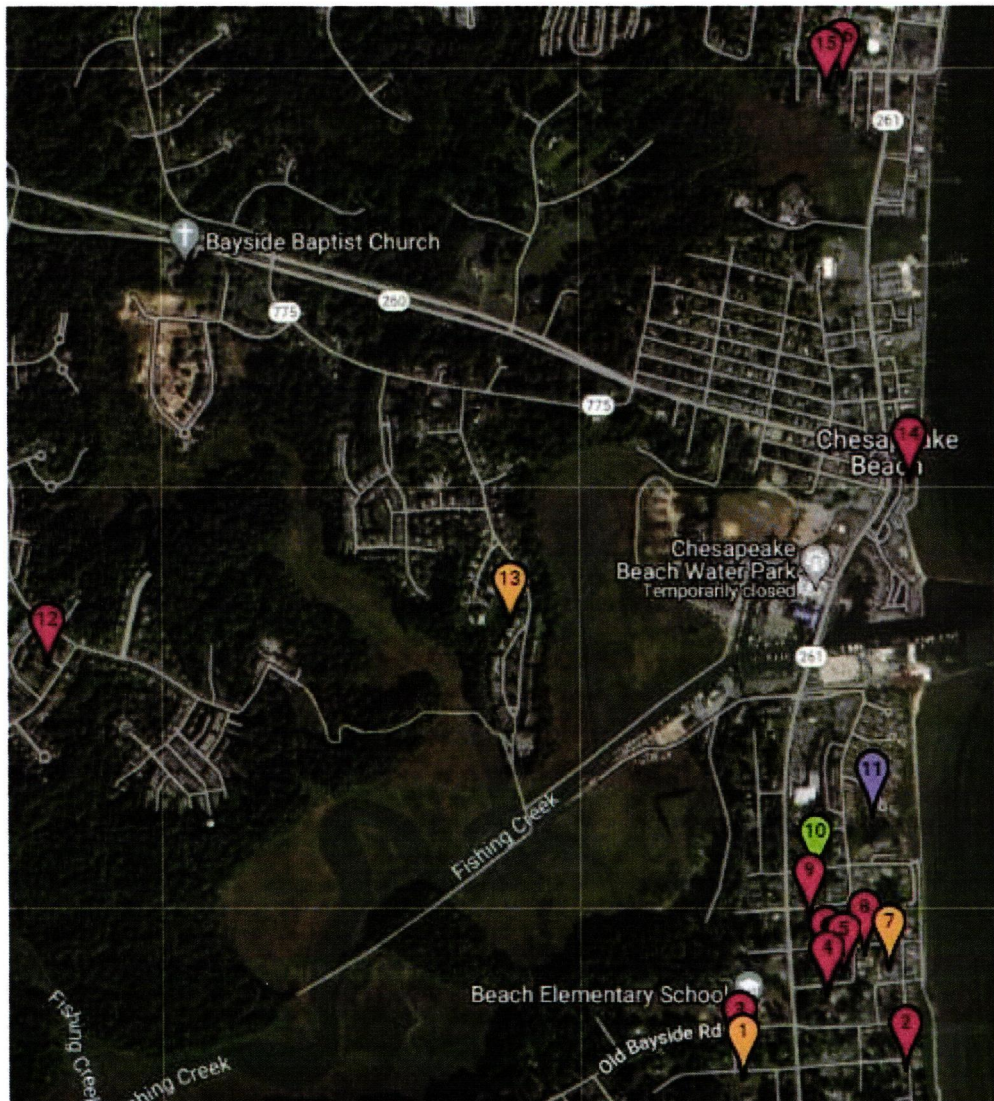 15
261
Bayside Baptist Church
775
260
775
14
Chesapeake
Beach
Chesapeake
Beach Water Park
Temporarily closed
13
12
261
11
Fishing Creek
10
9
8
7
5
4
Beach Elementary School
3
2
1
Old Bayside Rd
Fishing Creek
Fishing Creek